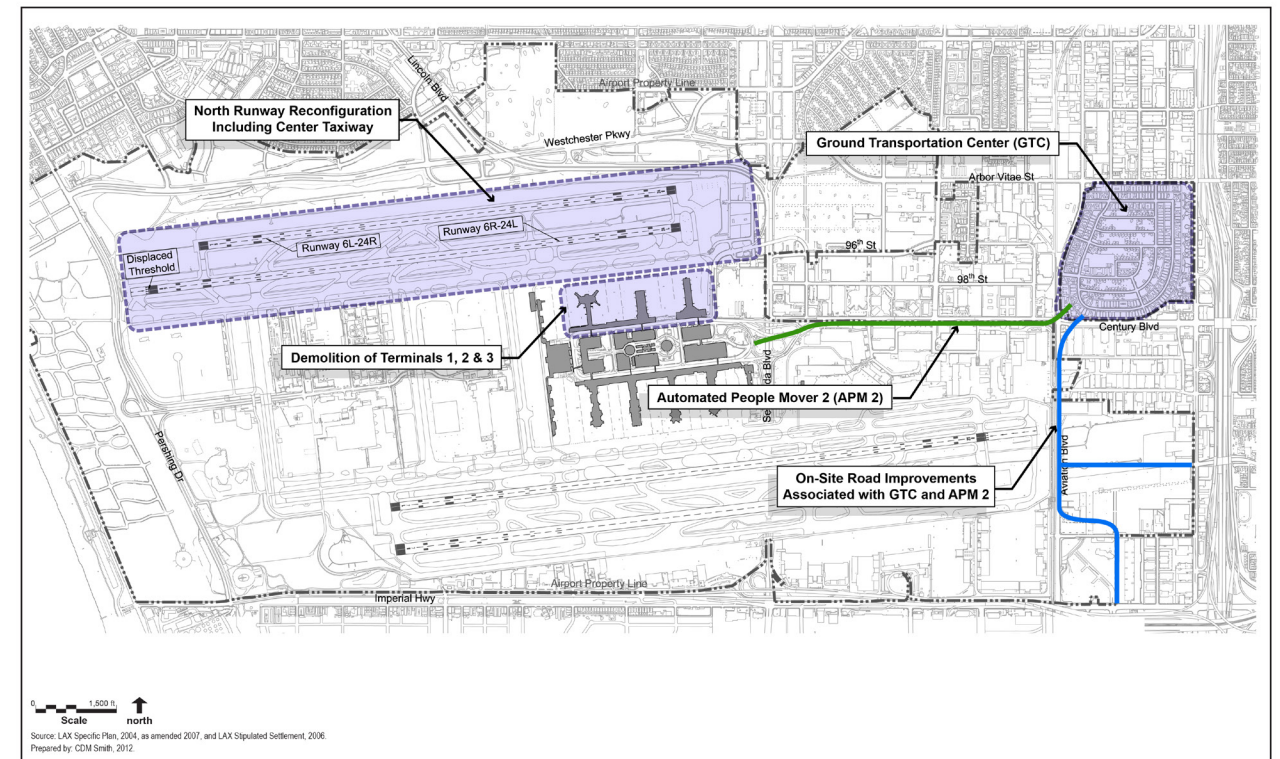 Lincoln Blvd
Airport Property Line
North Runway Reconfiguration
Including Center Taxiway
Westchester Pkwy
Ground Transportation Center (GTC)
Arbor Vitae St
Runway 6L-24R
Runway 6R-24L
Displaced
Threshold
96th St
98th St
Century Blvd
Demolition of Terminals 1, 2 & 3
Automated People Mover 2 (APM 2)
da Blvd
Pershing Dr
Aviation Blvd
On-Site Road Improvements
Associated with GTC and APM 2
Airport Property Line
Imperial Hwy
0 1,500 ft.
Scale
north
Source: LAX Specific Plan, 2004, as amended 2007, and LAX Stipulated Settlement, 2006.
Prepared by: CDM Smith, 2012.